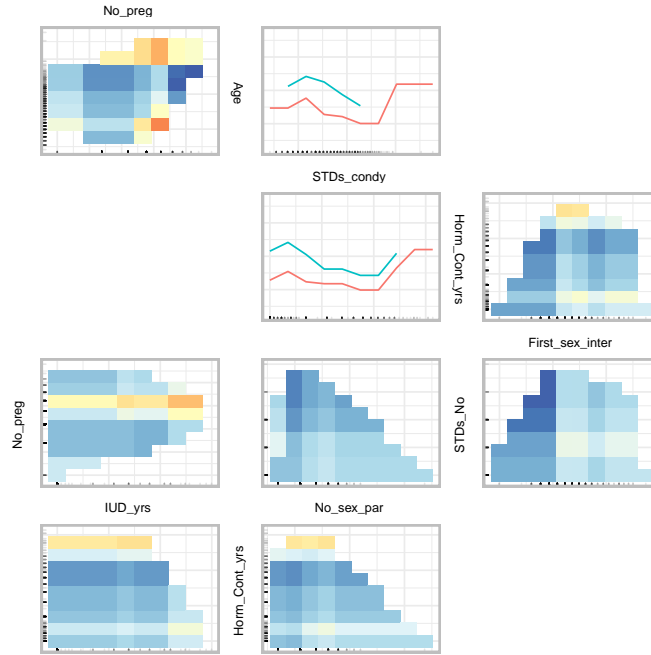 No_preg
Age
STDs_condy
Horm_Cont_yrs
First_sex_inter
No_preg
STDs_No
IUD_yrs
No_sex_par
Horm_Cont_yrs